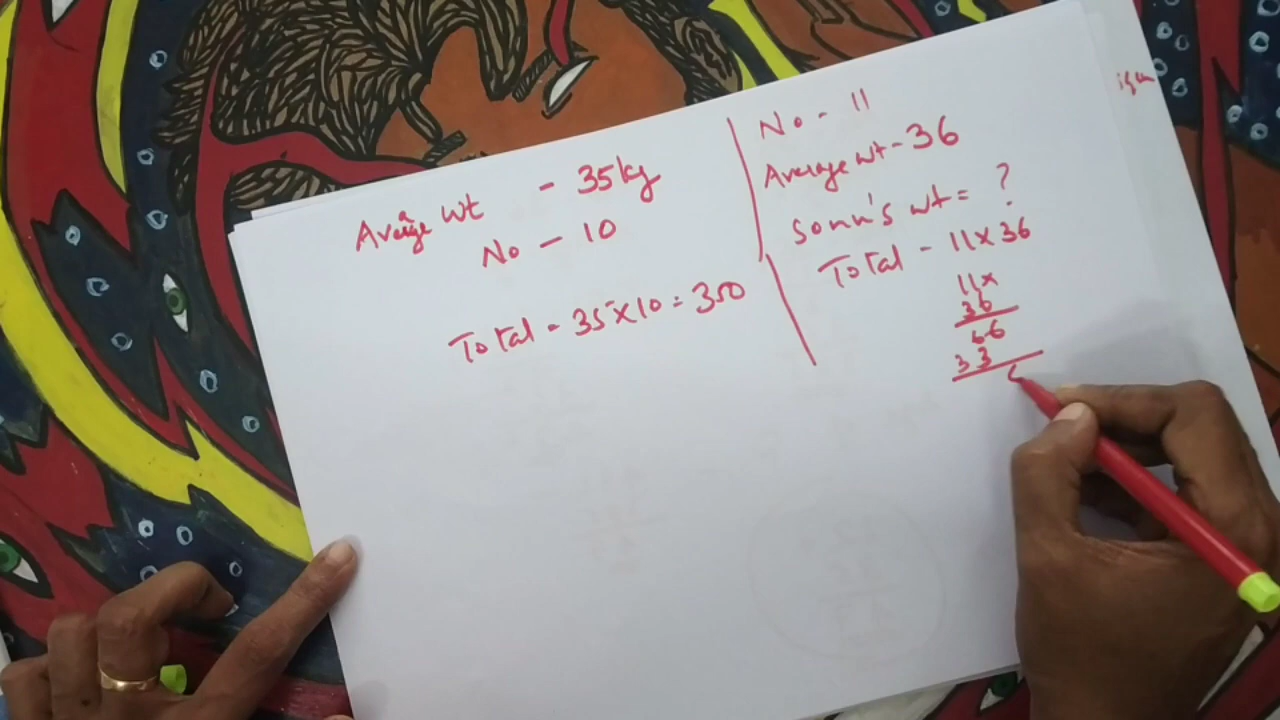 Average wt - 35kg
No - 10
Total - 35x10 = 350
No - 11
Average wt - 36
sonu's wt = ?
Total - 11x36
11x
36
66
33
6